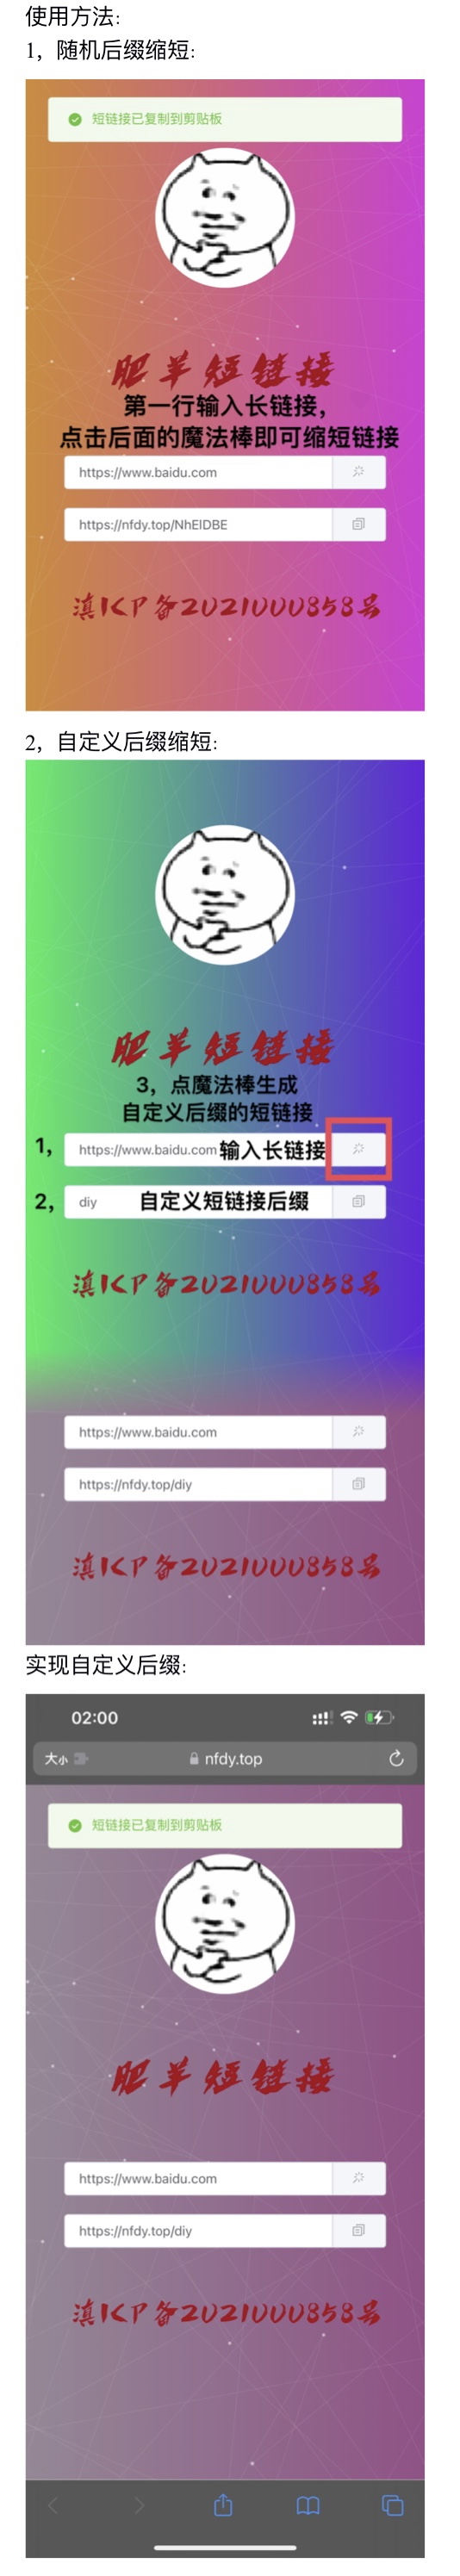 使用方法:
1，随机后缀缩短:
短链接已复制到剪贴板
肥羊短链接
第一行输入长链接，
点击后面的魔法棒即可缩短链接
https://www.baidu.com
https://nfdy.top/NhElDBE
滇ICP备2021000858号
2，自定义后缀缩短:
肥羊短链接
3，点魔法棒生成
自定义后缀的短链接
1， https://www.baidu.com 输入长链接
2， diy 自定义短链接后缀
滇ICP备2021000858号
https://www.baidu.com
https://nfdy.top/diy
滇ICP备2021000858号
实现自定义后缀:
02:00
大小 nfdy.top
短链接已复制到剪贴板
肥羊短链接
https://www.baidu.com
https://nfdy.top/diy
滇ICP备2021000858号